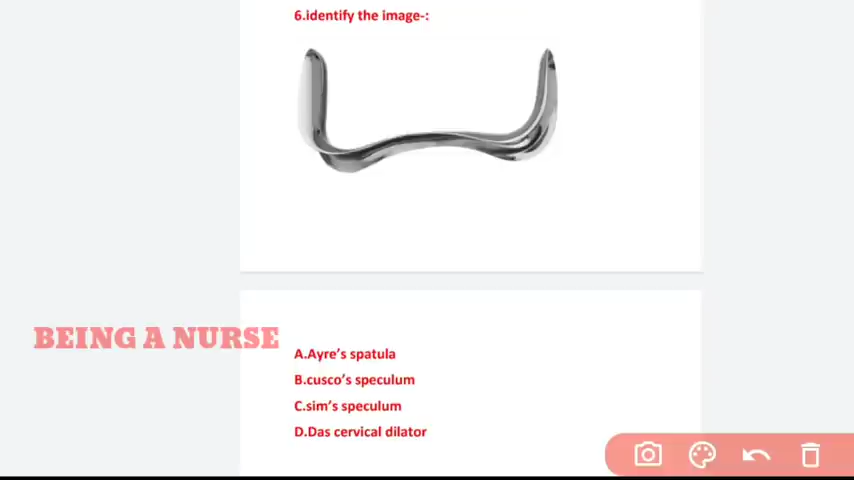 6.identify the image-:
BEING A NURSE
A.Ayre's spatula
B.cusco's speculum
C.sim's speculum
D.Das cervical dilator